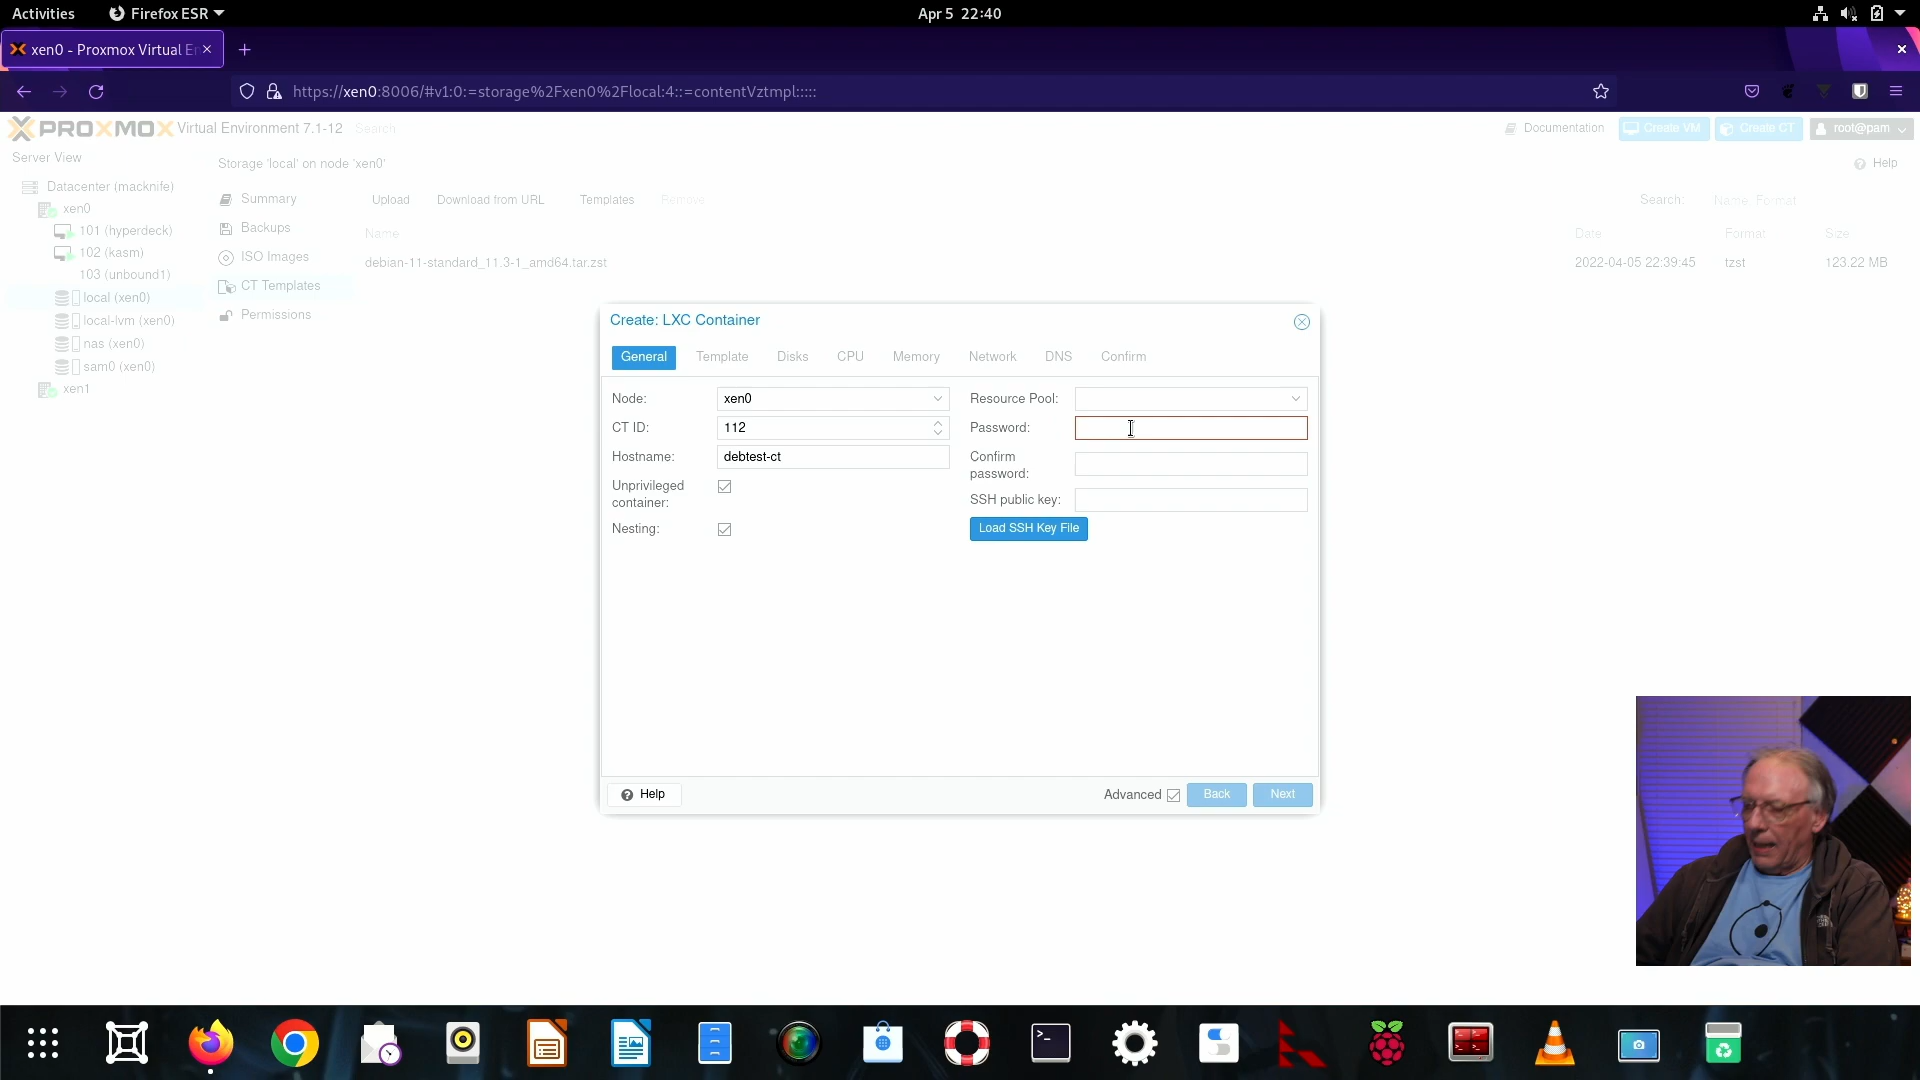 Activities
Firefox ESR
Apr 5 22:40
xen0 - Proxmox Virtual E
https://xen0:8006/#v1:0:=storage%2Fxen0%2Flocal:4::=contentVztmpl:::::
PROXMOX Virtual Environment 7.1-12 Search
Documentation Create VM Create CT root@pam
Server View
Storage 'local' on node 'xen0'
Help
Datacenter (macknife)
xen0
101 (hyperdeck)
102 (kasm)
103 (unbound1)
local (xen0)
local-lvm (xen0)
nas (xen0)
sam0 (xen0)
xen1
Summary
Backups
ISO Images
CT Templates
Permissions
Upload Download from URL Templates Remove
Search: Name, Format
Name Date Format Size
debian-11-standard_11.3-1_amd64.tar.zst 2022-04-05 22:39:45 tzst 123.22 MB
Create: LXC Container
General Template Disks CPU Memory Network DNS Confirm
Node: xen0
CT ID: 112
Hostname: debtest-ct
Unprivileged
container:
Nesting:
Resource Pool:
Password:
Confirm
password:
SSH public key:
Load SSH Key File
Help
Advanced Back Next